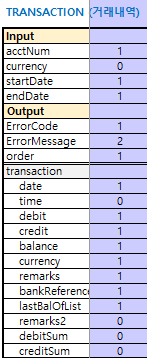 TRANSACTION (거래내역)
Input
acctNum 1
currency 0
startDate 1
endDate 1
Output
ErrorCode 1
ErrorMessage 2
order 1
transaction
date 1
time 0
debit 1
credit 1
balance 1
currency 1
remarks 1
bankReference 1
lastBalOfList 1
remarks2 0
debitSum 0
creditSum 0